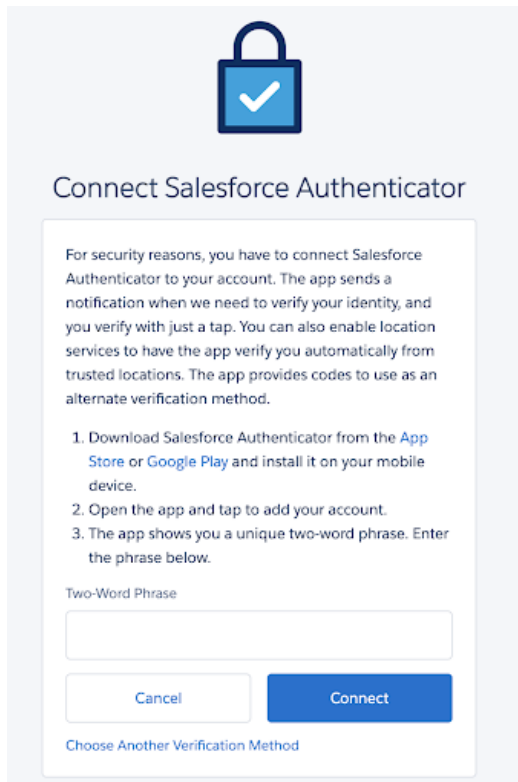 Connect Salesforce Authenticator
For security reasons, you have to connect Salesforce
Authenticator to your account. The app sends a
notification when we need to verify your identity, and
you verify with just a tap. You can also enable location
services to have the app verify you automatically from
trusted locations. The app provides codes to use as an
alternate verification method.
1. Download Salesforce Authenticator from the App
Store or Google Play and install it on your mobile
device.
2. Open the app and tap to add your account.
3. The app shows you a unique two-word phrase. Enter
the phrase below.
Two-Word Phrase
Cancel Connect
Choose Another Verification Method